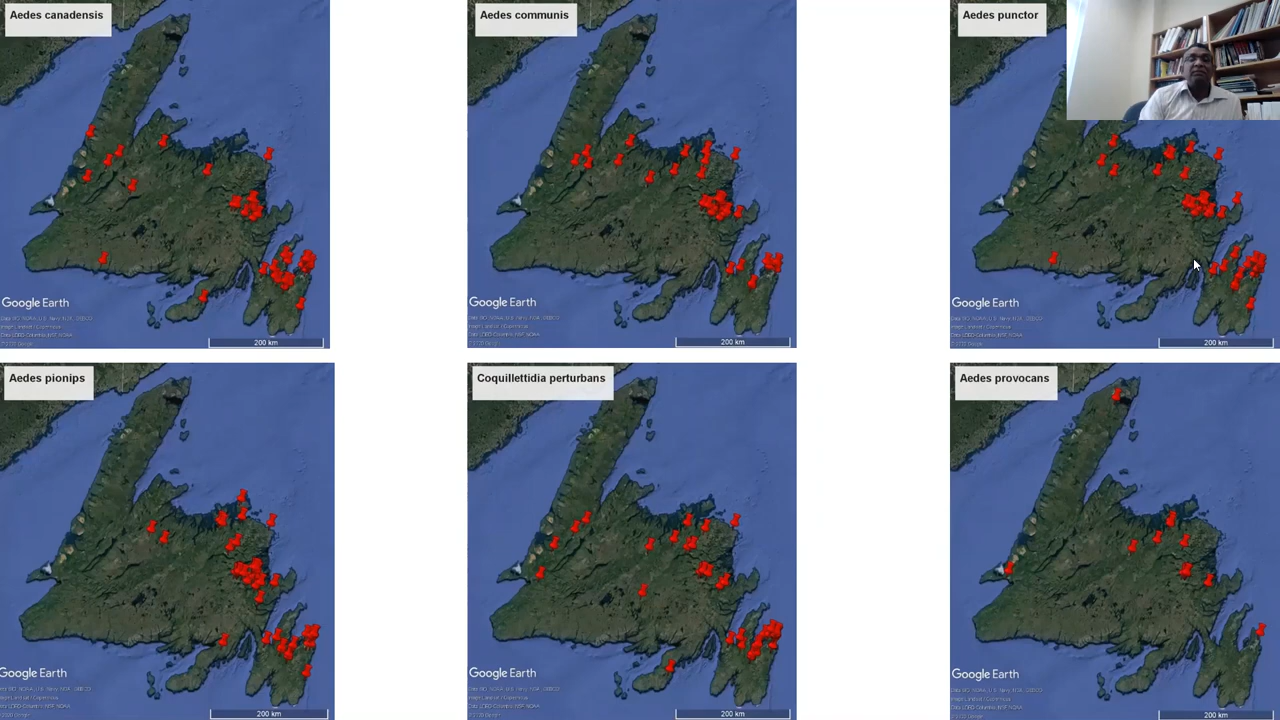 Aedes canadensis
Aedes communis
Aedes punctor
Google Earth
200 km
Google Earth
200 km
Google Earth
200 km
Aedes pionips
Coquillettidia perturbans
Aedes provocans
Google Earth
200 km
Google Earth
200 km
Google Earth
200 km